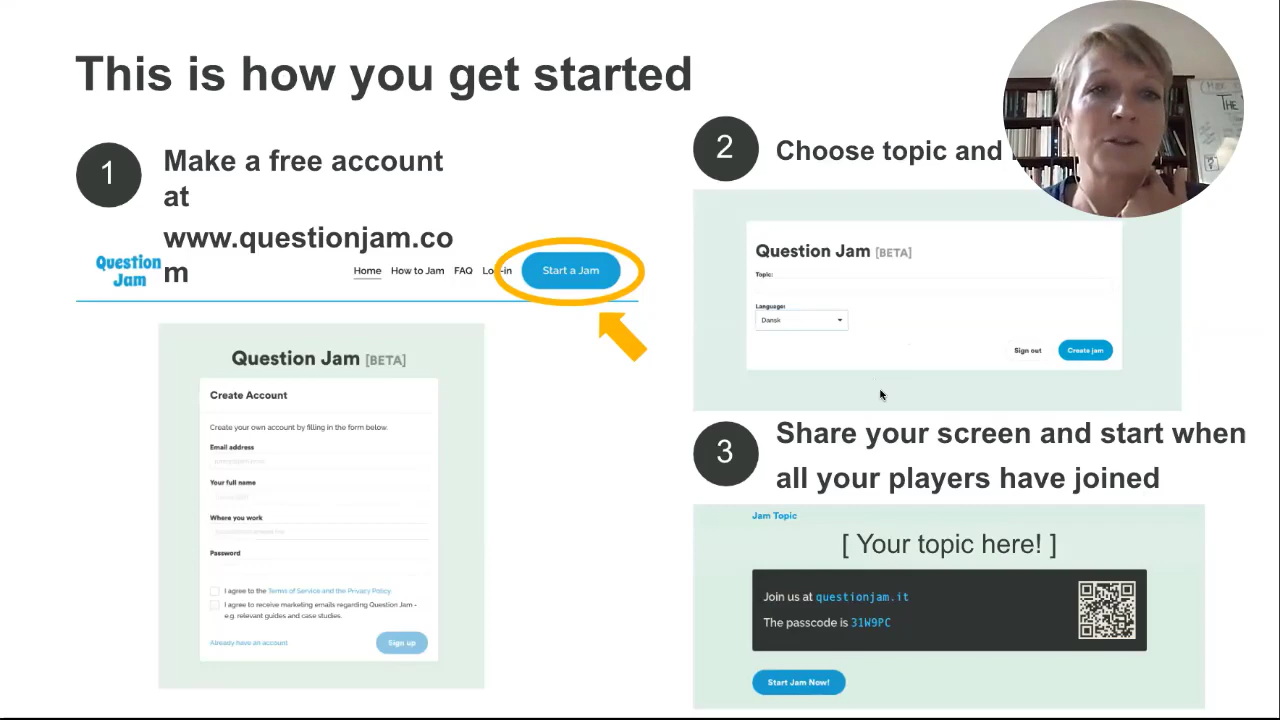 This is how you get started
1
Make a free account
at
www.questionjam.co
m
Question
Jam
Home How to Jam FAQ Start a Jam
Question Jam [BETA]
Create Account
Create your own account by filling in the form below.
Email address
Your full name
Where you work
Password
I agree to the Terms of Service and the Privacy Policy
I agree to receive marketing emails regarding Question Jam -
e.g. relevant guides and case studies.
Already have an account
Sign up
2
Choose topic and
Question Jam [BETA]
Topic:
Language:
Dansk
Sign out Create jam
3
Share your screen and start when
all your players have joined
Jam Topic
[ Your topic here! ]
Join us at questionjam.it
The passcode is 31W9PC
Start Jam Now!